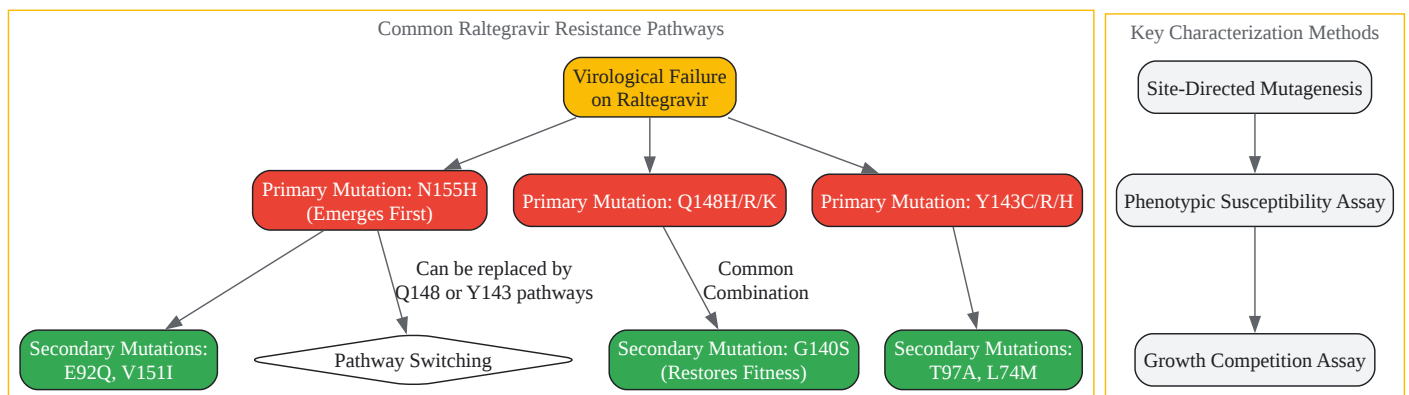 Common Raltegravir Resistance Pathways
Virological Failure
on Raltegravir
Primary Mutation: N155H
(Emerges First)
Primary Mutation: Q148H/R/K
Primary Mutation: Y143C/R/H
Can be replaced by
Q148 or Y143 pathways
Common
Combination
Secondary Mutations:
E92Q, V151I
Pathway Switching
Secondary Mutation: G140S
(Restores Fitness)
Secondary Mutations:
T97A, L74M
Key Characterization Methods
Site-Directed Mutagenesis
Phenotypic Susceptibility Assay
Growth Competition Assay